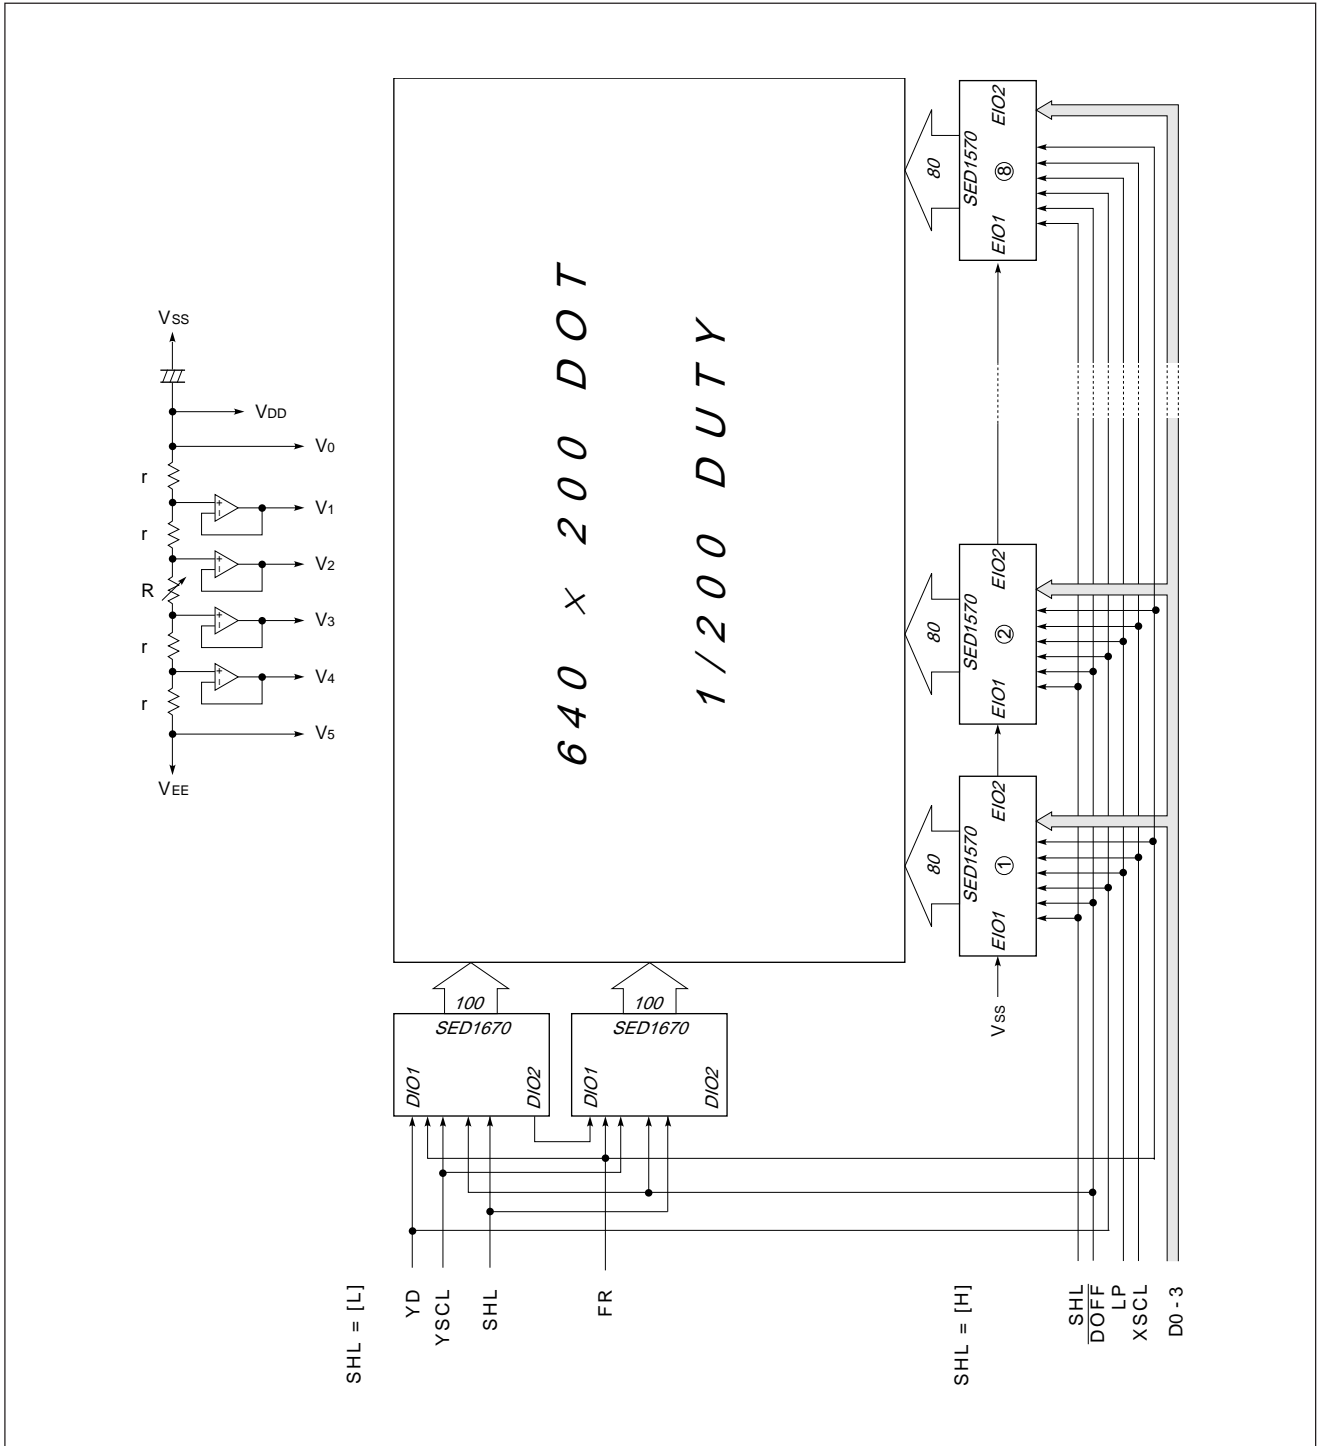 VSS
VDD
V0
r
V1
r
V2
R
V3
r
V4
r
V5
VEE
640 × 200 DOT
1/200 DUTY
80
SED1570
EIO1
⑧
EIO2
80
SED1570
EIO1
②
EIO2
80
SED1570
EIO1
①
EIO2
VSS
100
SED1670
DIO1
DIO2
100
SED1670
DIO1
DIO2
SHL = [L]
YD
YSCL
SHL
FR
SHL = [H]
SHL
DOFF
LP
XSCL
D0 - 3